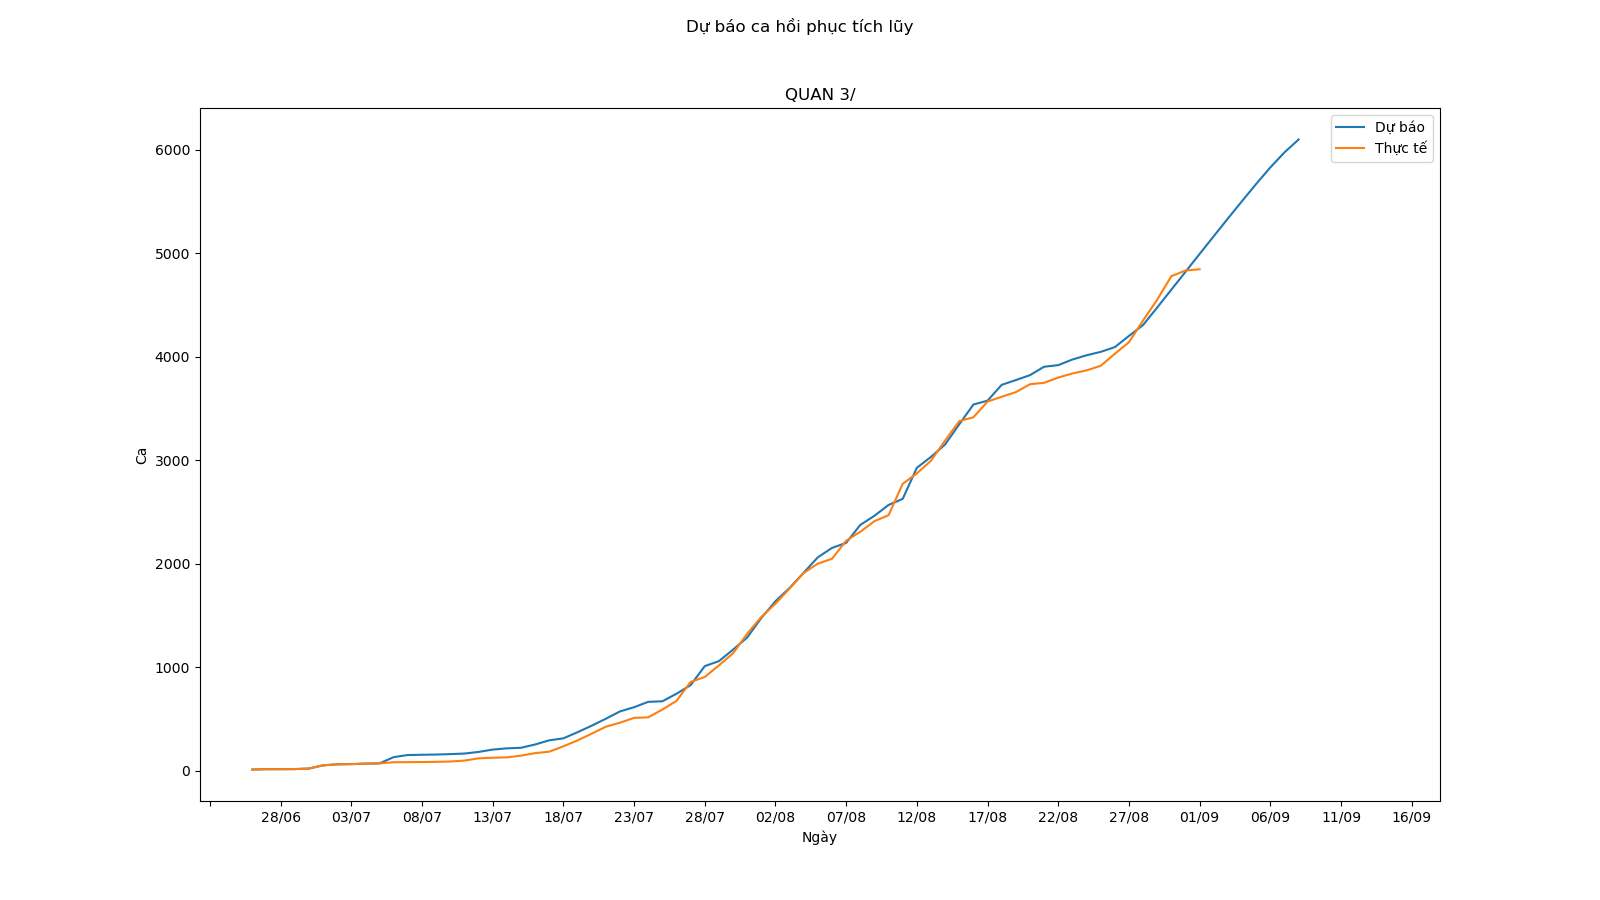 Dự báo ca hồi phục tích lũy
QUAN 3/
Dự báo
Thực tế
6000
5000
4000
3000
2000
1000
0
Ca
28/06 03/07 08/07 13/07 18/07 23/07 28/07 02/08 07/08 12/08 17/08 22/08 27/08 01/09 06/09 11/09 16/09
Ngày